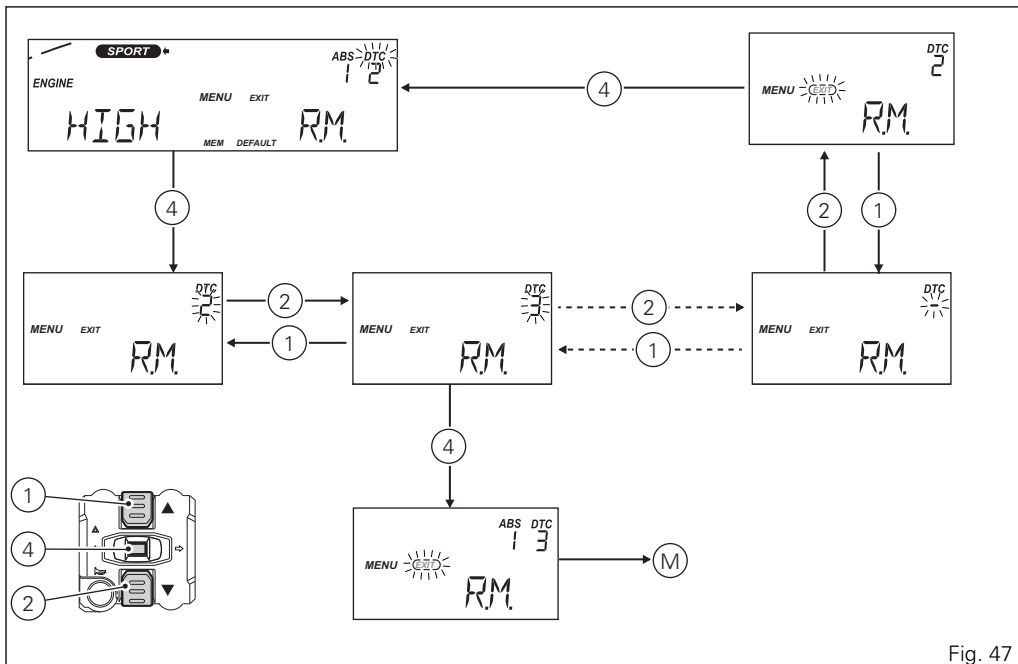 SPORT
ABS DTC
1 2
ENGINE
MENU EXIT
HIGH R.M.
MEM DEFAULT
4
DTC
2
MENU EXIT
R.M.
4
2
1
DTC
2
MENU EXIT
R.M.
2
1
DTC
3
MENU EXIT
R.M.
2
1
DTC
-
MENU EXIT
R.M.
4
1
4
2
ABS DTC
1 3
MENU EXIT
R.M.
M
Fig. 47